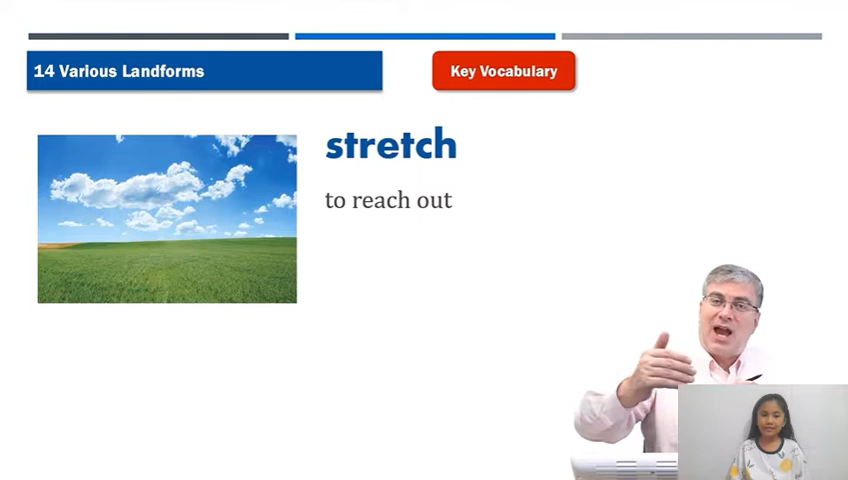 14 Various Landforms
Key Vocabulary
stretch
to reach out